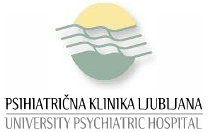 PSIHIATRIČNA KLINIKA LJUBLJANA
UNIVERSITY PSYCHIATRIC HOSPITAL